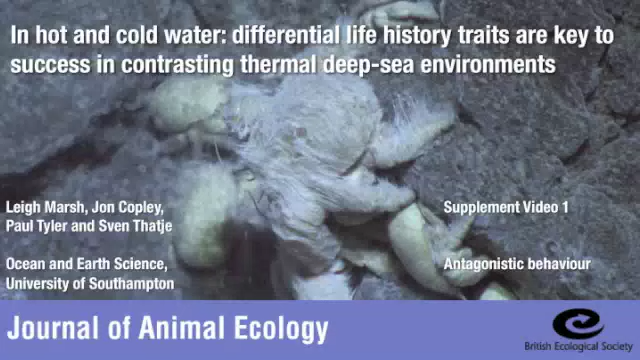 In hot and cold water: differential life history traits are key to
success in contrasting thermal deep-sea environments
Leigh Marsh, Jon Copley,
Paul Tyler and Sven Thatje
Ocean and Earth Science,
University of Southampton
Supplement Video 1
Antagonistic behaviour
Journal of Animal Ecology
British Ecological Society